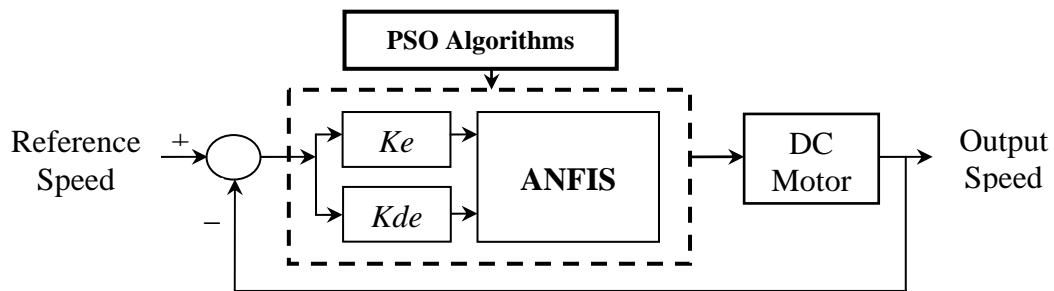 PSO Algorithms
Reference
Speed
+
−
Ke
Kde
ANFIS
DC
Motor
Output
Speed